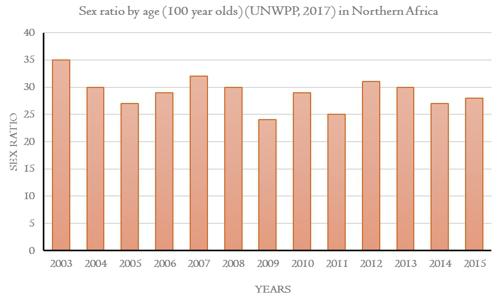 Sex ratio by age (100 year olds) (UNWPP, 2017) in Northern Africa
40
35
30
25
20
15
10
5
0
SEX RATIO
2003 2004 2005 2006 2007 2008 2009 2010 2011 2012 2013 2014 2015
YEARS